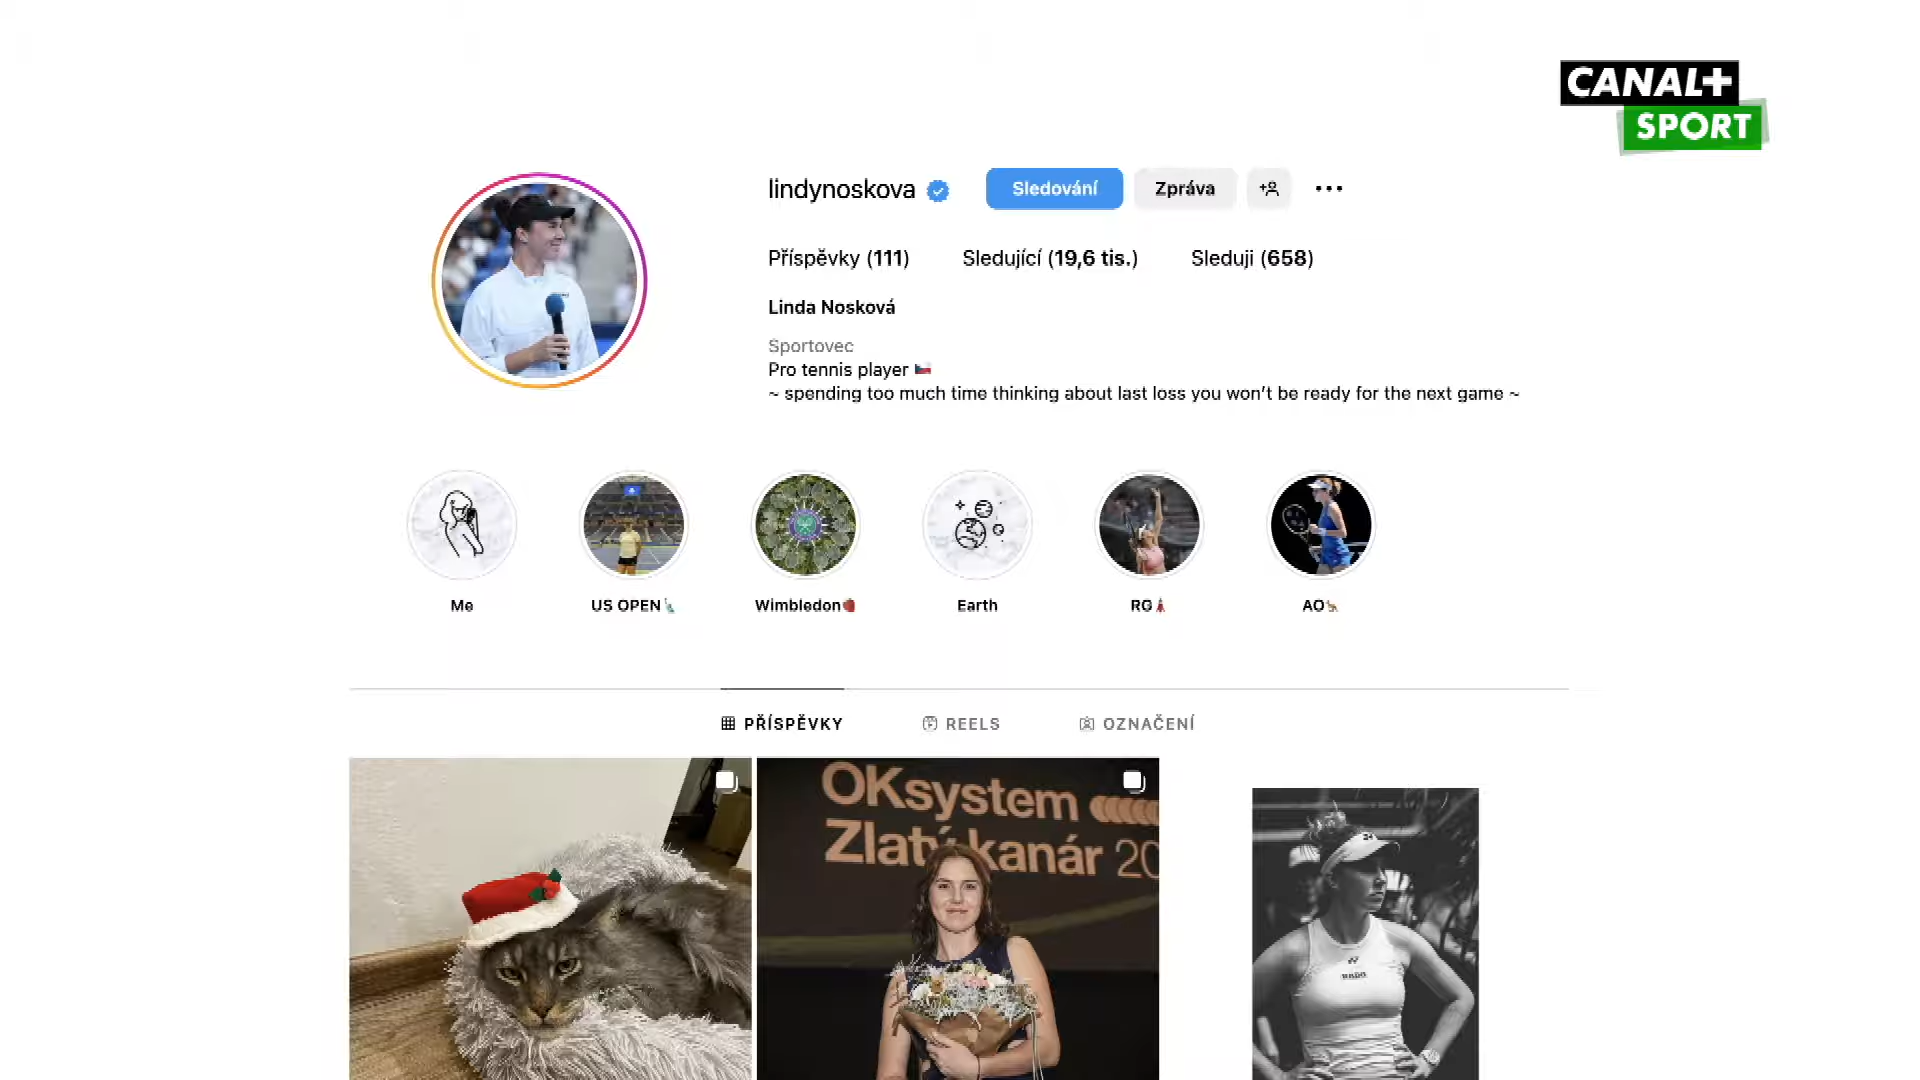 CANAL+
SPORT
lindynoskova
Sledování
Zpráva
Příspěvky (111)
Sledující (19,6 tis.)
Sleduji (658)
Linda Nosková
Sportovec
Pro tennis player
~ spending too much time thinking about last loss you won't be ready for the next game ~
Me
US OPEN
Wimbledon
Earth
RG
AO
PŘÍSPĚVKY
REELS
OZNAČENÍ
OKsystem
Zlatý kanár 20